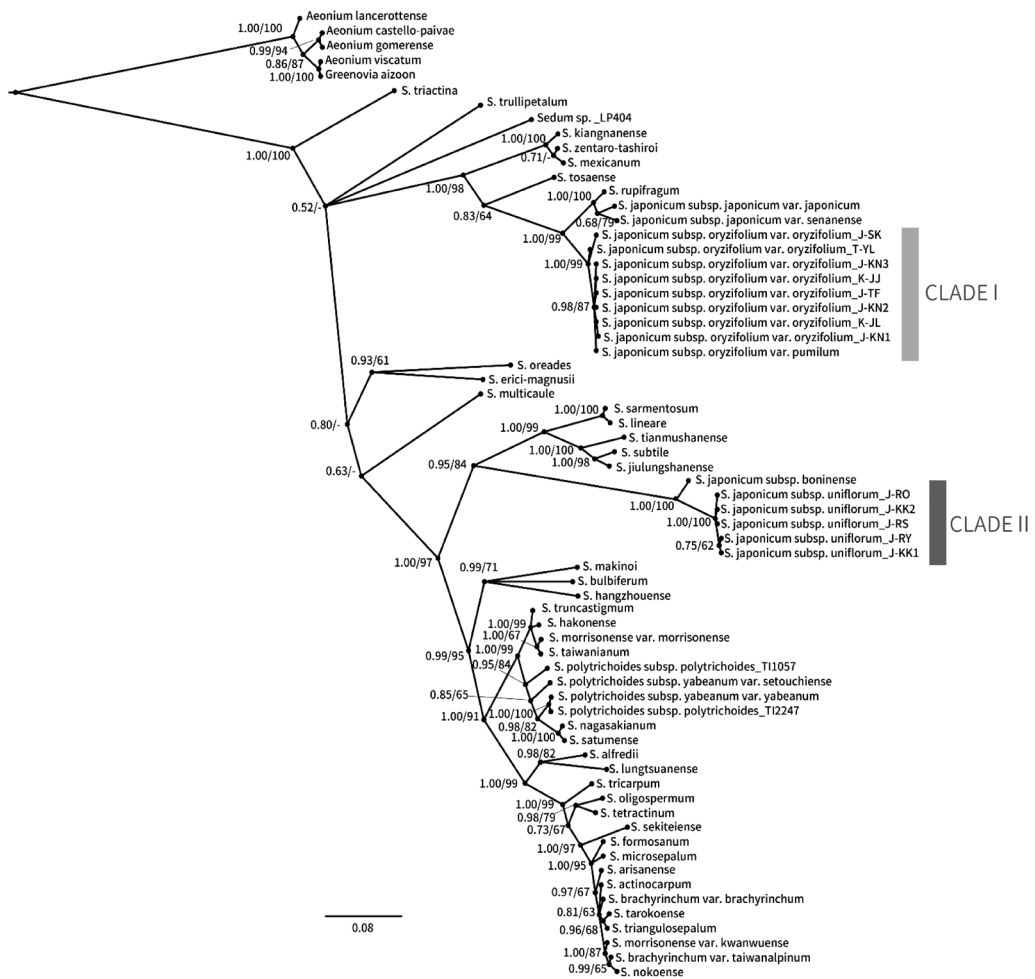 Aeonium lancerottense
1.00/100
Aeonium castello-paivae
0.99/94
Aeonium gomerense
0.86/87
Aeonium viscatum
1.00/100
Greenovia aizoon
S. triactina
S. trullipetalum
Sedum sp. _LP404
S. kiangnanense
1.00/100
S. zentaro-tashiroi
1.00/100
0.71/-
S. mexicanum
S. tosaense
1.00/98
S. rupifragum
1.00/100
S. japonicum subsp. japonicum var. japonicum
0.52/-
0.83/64
0.68/79
S. japonicum subsp. japonicum var. senanense
S. japonicum subsp. oryzifolium var. oryzifolium_J-SK
1.00/99
S. japonicum subsp. oryzifolium var. oryzifolium_T-YL
1.00/99
S. japonicum subsp. oryzifolium var. oryzifolium_J-KN3
S. japonicum subsp. oryzifolium var. oryzifolium_K-JJ
S. japonicum subsp. oryzifolium var. oryzifolium_J-TF
CLADE I
0.98/87
S. japonicum subsp. oryzifolium var. oryzifolium_J-KN2
S. japonicum subsp. oryzifolium var. oryzifolium_K-JL
S. japonicum subsp. oryzifolium var. oryzifolium_J-KN1
S. japonicum subsp. oryzifolium var. pumilum
0.93/61
S. oreades
S. erici-magnusii
S. multicaule
1.00/100
S. sarmentosum
0.80/-
S. lineare
1.00/99
S. tianmushanense
1.00/100
S. subtile
1.00/98
0.95/84
S. jiulungshanense
0.63/-
S. japonicum subsp. boninense
S. japonicum subsp. uniflorum_J-RO
1.00/100
S. japonicum subsp. uniflorum_J-KK2
1.00/100
S. japonicum subsp. uniflorum_J-RS
CLADE II
S. japonicum subsp. uniflorum_J-RY
0.75/62
S. japonicum subsp. uniflorum_J-KK1
1.00/97
0.99/71
S. makinoi
S. bulbiferum
S. hangzhouense
S. truncastigmum
1.00/99
S. hakonense
1.00/67
S. morrisonense var. morrisonense
1.00/99
S. taiwanianum
0.99/95
0.95/84
S. polytrichoides subsp. polytrichoides_TI1057
S. polytrichoides subsp. yabeanum var. setouchiense
0.85/65
S. polytrichoides subsp. yabeanum var. yabeanum
1.00/100
S. polytrichoides subsp. polytrichoides_TI2247
1.00/91
0.98/82
S. nagasakianum
1.00/100
S. satumense
0.98/82
S. alfredii
S. lungtsuanense
1.00/99
S. tricarpum
1.00/99
S. oligospermum
0.98/79
S. tetractinum
0.73/67
S. sekiteiense
S. formosanum
1.00/97
S. microsepalum
1.00/95
S. arisanense
S. actinocarpum
0.97/67
S. brachyrinchum var. brachyrinchum
0.81/63
S. tarokoense
0.96/68
S. triangulosepalum
0.08
S. morrisonense var. kwanwuense
1.00/87
S. brachyrinchum var. taiwanalpinum
0.99/65
S. nokoense